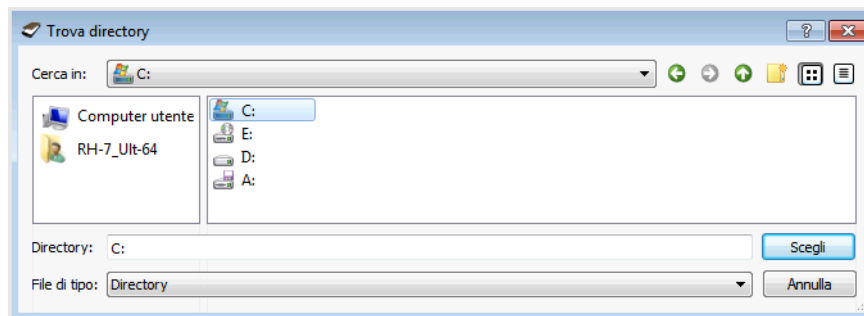 Trova directory
Cerca in: C:
Computer utente
RH-7_Ult-64
C:
E:
D:
A:
Directory: C:
Scegli
File di tipo: Directory
Annulla